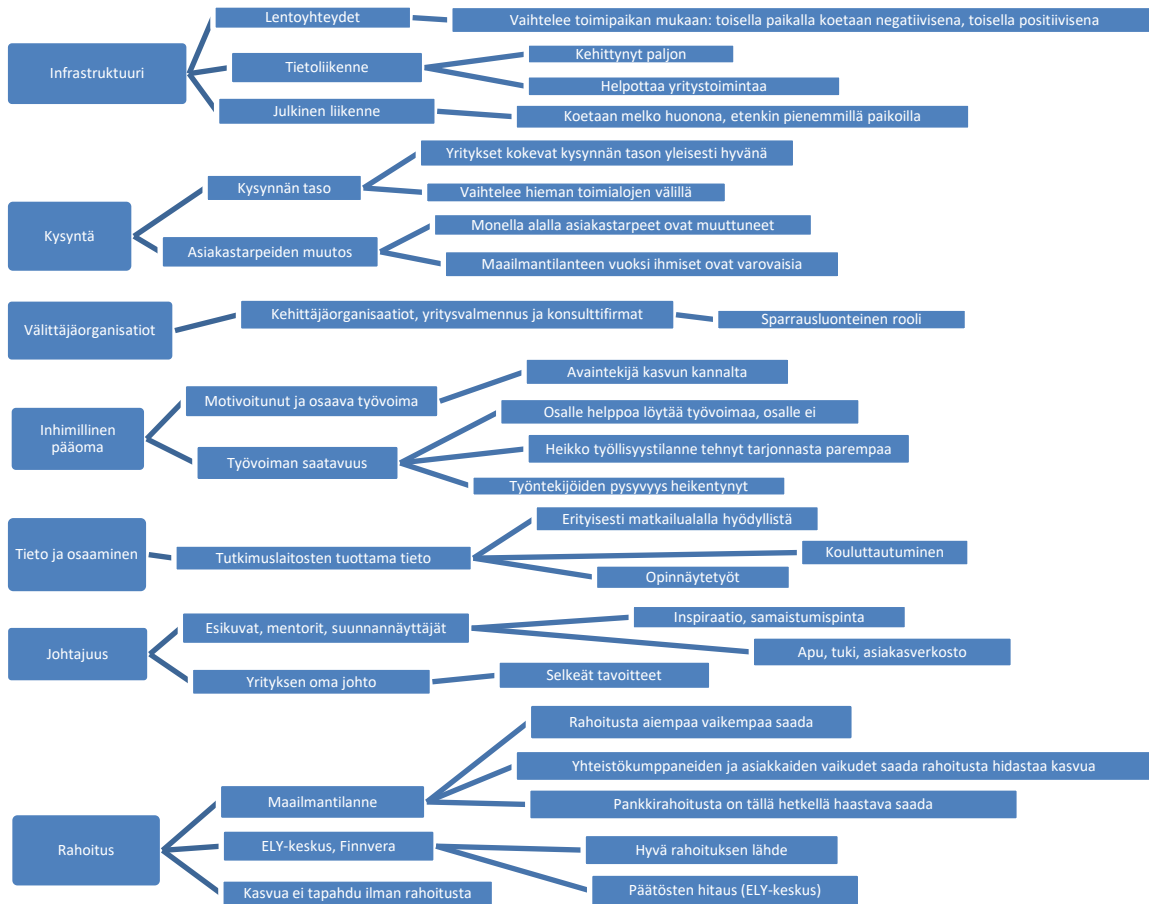 Infrastruktuuri
Lentoyhteydet
Vaihtelee toimipaikan mukaan: toisella paikalla koetaan negatiivisena, toisella positiivisena
Tietoliikenne
Kehittynyt paljon
Helpottaa yritystoimintaa
Julkinen liikenne
Koetaan melko huonona, etenkin pienemmillä paikoilla
Kysyntä
Kysynnän taso
Yritykset kokevat kysynnän tason yleisesti hyvänä
Vaihtelee hieman toimialojen välillä
Asiakastarpeiden muutos
Monella alalla asiakastarpeet ovat muuttuneet
Maailmantilanteen vuoksi ihmiset ovat varovaisia
Välittäjäorganisatiot
Kehittäjäorganisaatiot, yritysvalmennus ja konsulttifirmat
Sparrausluonteinen rooli
Inhimillinen
pääoma
Motivoitunut ja osaava työvoima
Avaintekijä kasvun kannalta
Työvoiman saatavuus
Osalle helppoa löytää työvoimaa, osalle ei
Heikko työllisyystilanne tehnyt tarjonnasta parempaa
Työntekijöiden pysyvyys heikentynyt
Tieto ja osaaminen
Tutkimuslaitosten tuottama tieto
Erityisesti matkailualalla hyödyllistä
Kouluttautuminen
Opinnäytetyöt
Johtajuus
Esikuvat, mentorit, suunnannäyttäjät
Inspiraatio, samaistumispinta
Apu, tuki, asiakasverkosto
Yrityksen oma johto
Selkeät tavoitteet
Rahoitus
Maailmantilanne
Rahoitusta aiempaa vaikempaa saada
Yhteistökumppaneiden ja asiakkaiden vaikudet saada rahoitusta hidastaa kasvua
Pankkirahoitusta on tällä hetkellä haastava saada
ELY-keskus, Finnvera
Hyvä rahoituksen lähde
Päätösten hitaus (ELY-keskus)
Kasvua ei tapahdu ilman rahoitusta